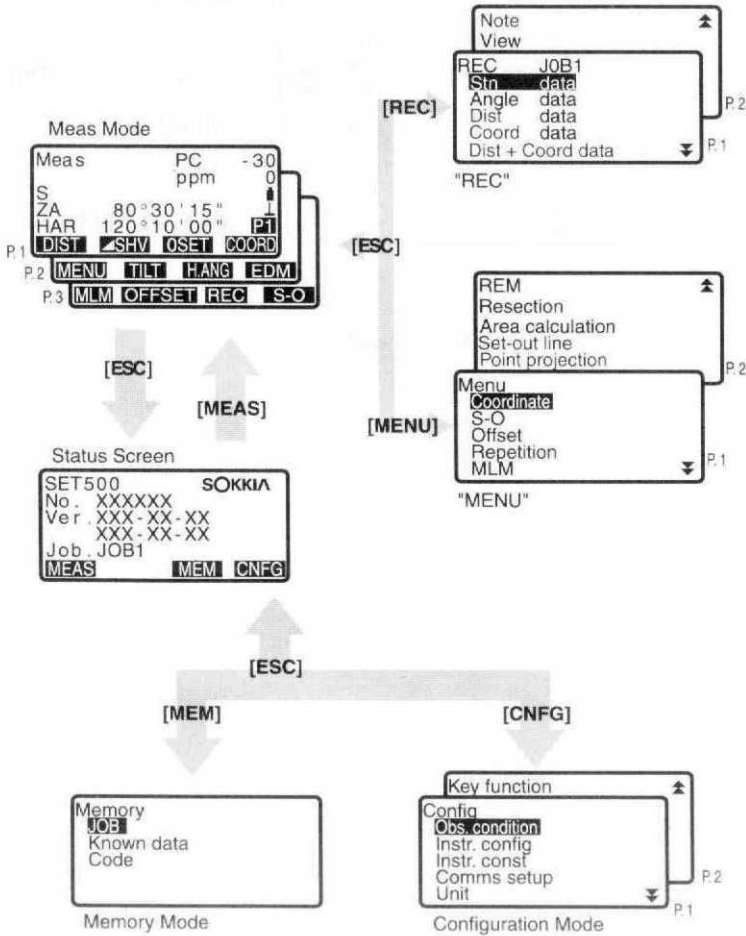 Note
View
P. 2
REC J0B1
Stn data
Angle data
Dist data
Coord data
Dist + Coord data
P. 1
"REC"
[REC]
Meas Mode
Meas PC -30
ppm 0
S
ZA 80°30'15"
HAR 120°10'00" P1
P. 1 DIST ◢SHV 0SET COORD
P. 2 MENU TILT H.ANG EDM
P. 3 MLM OFFSET REC S-O
[ESC]
REM
Resection
Area calculation
Set-out line
Point projection
P. 2
[MENU]
Menu
Coordinate
S-O
Offset
Repetition
MLM
P. 1
"MENU"
[ESC]
[MEAS]
Status Screen
SET500 SOKKIA
No. XXXXXX
Ver. XXX-XX-XX
XXX-XX-XX
Job. JOB1
MEAS MEM CNFG
[ESC]
[MEM]
[CNFG]
Memory
JOB
Known data
Code
Memory Mode
Key function
P. 2
Config
Obs. condition
Instr. config
Instr. const
Comms setup
Unit
P. 1
Configuration Mode